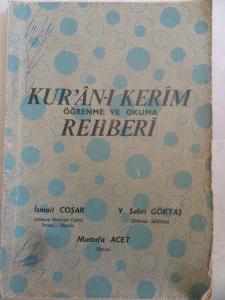 KUR'ÂN-I KERİM
ÖĞRENME VE OKUMA
REHBERİ
İsmail COŞAR
Y. Sabri GÖKTAŞ
Mustafa ACET